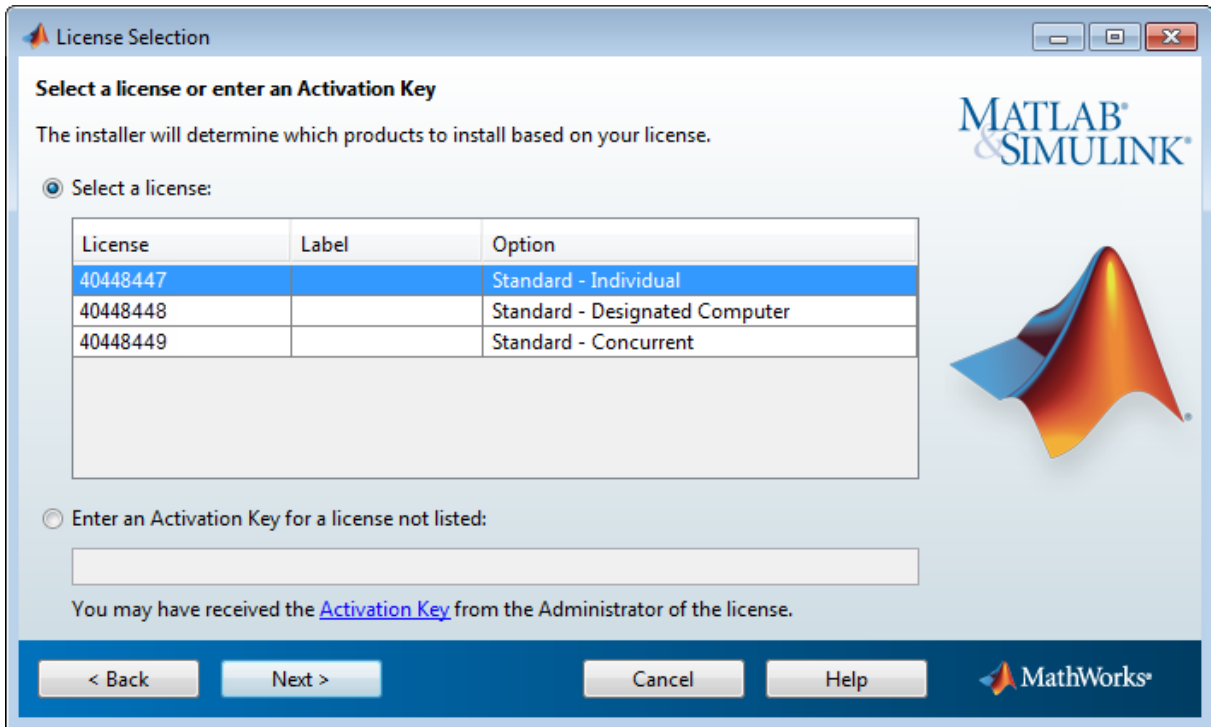 License Selection
Select a license or enter an Activation Key
The installer will determine which products to install based on your license.
MATLAB®
&SIMULINK®
Select a license:
License Label Option
40448447 Standard - Individual
40448448 Standard - Designated Computer
40448449 Standard - Concurrent
®
Enter an Activation Key for a license not listed:
You may have received the Activation Key from the Administrator of the license.
< Back Next > Cancel Help MathWorks®